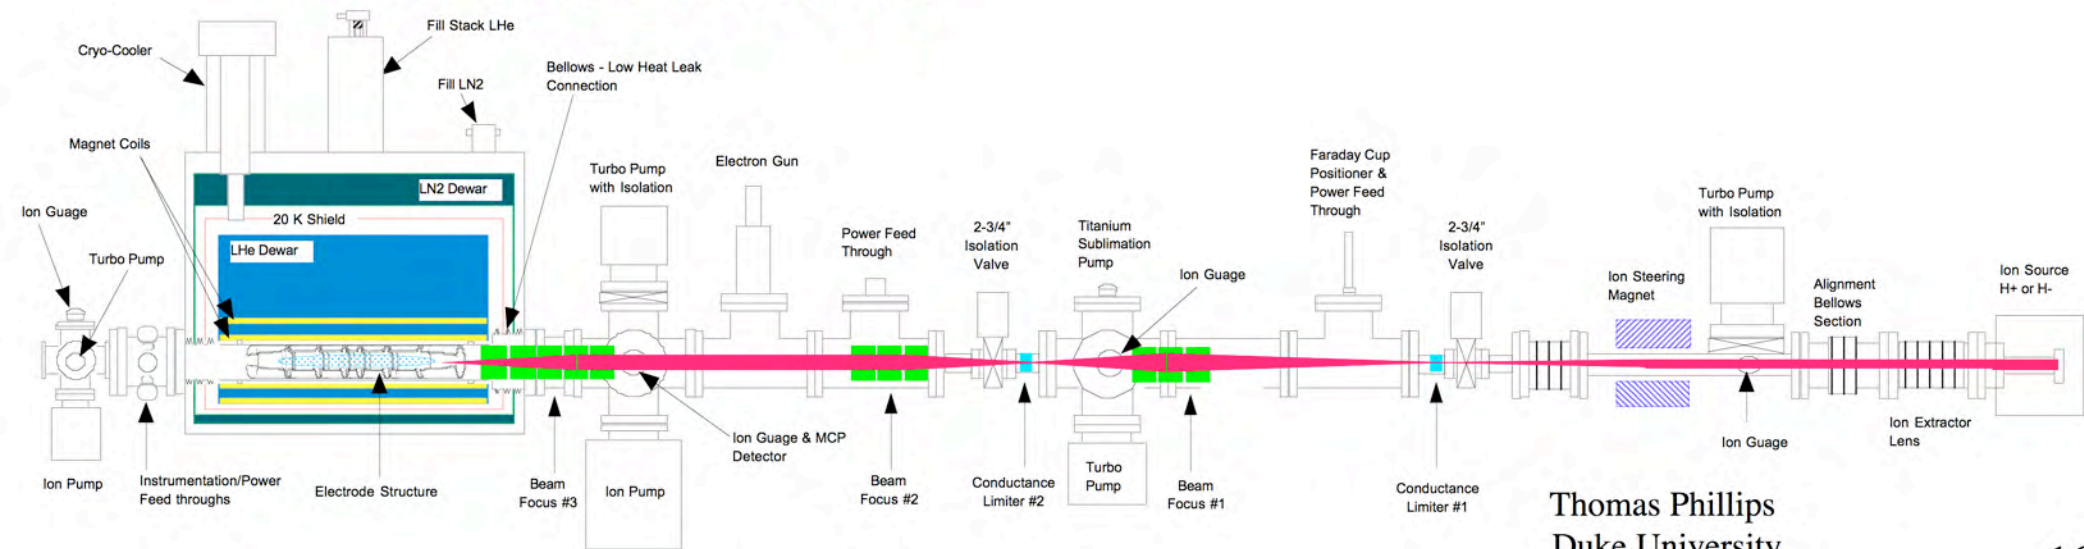 Fill Stack LHe
Cryo-Cooler
Bellows - Low Heat Leak
Connection
Fill LN2
Magnet Coils
Turbo Pump
with Isolation
Electron Gun
Faraday Cup
Positioner &
Power Feed
Through
LN2 Dewar
Ion Guage
20 K Shield
Turbo Pump
with Isolation
2-3/4"
Isolation
Valve
Titanium
Sublimation
Pump
2-3/4"
Isolation
Valve
Power Feed
Through
LHe Dewar
Turbo Pump
Ion Guage
Ion Steering
Magnet
Alignment
Bellows
Section
Ion Source
H+ or H-
Ion Guage & MCP
Detector
Ion Guage
Ion Extractor
Lens
Ion Pump
Instrumentation/Power
Feed throughs
Electrode Structure
Beam
Focus #3
Ion Pump
Beam
Focus #2
Conductance
Limiter #2
Turbo
Pump
Beam
Focus #1
Conductance
Limiter #1
Thomas Phillips
Duke University